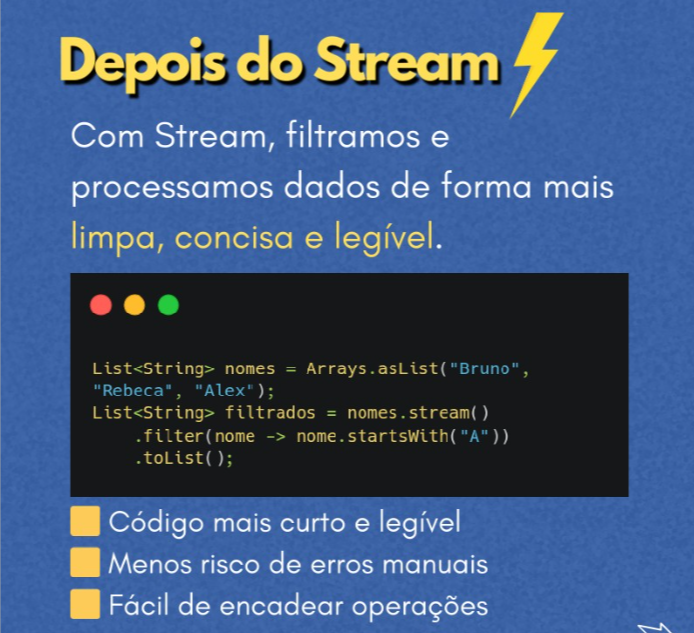 Depois do Stream
Com Stream, filtramos e
processamos dados de forma mais
limpa, concisa e legível.
List<String> nomes = Arrays.asList("Bruno",
"Rebeca", "Alex");
List<String> filtrados = nomes.stream()
    .filter(nome -> nome.startsWith("A"))
    .toList();
Código mais curto e legível
Menos risco de erros manuais
Fácil de encadear operações